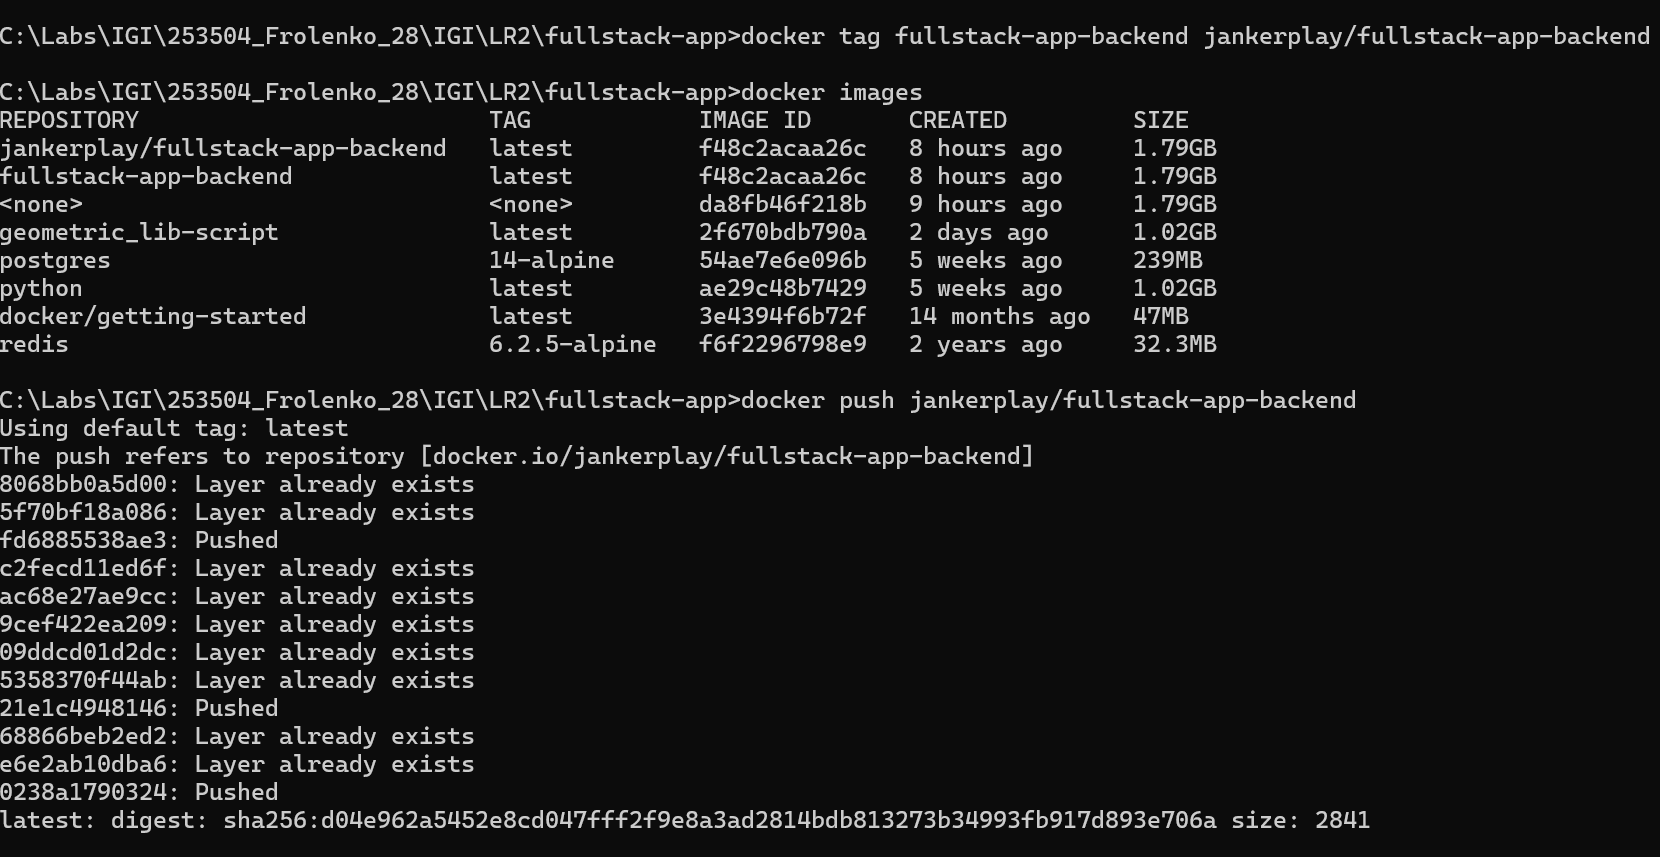 C:\Labs\IGI\253504_Frolenko_28\IGI\LR2\fullstack-app>docker tag fullstack-app-backend jankerplay/fullstack-app-backend
C:\Labs\IGI\253504_Frolenko_28\IGI\LR2\fullstack-app>docker images
REPOSITORY TAG IMAGE ID CREATED SIZE
jankerplay/fullstack-app-backend latest f48c2acaa26c 8 hours ago 1.79GB
fullstack-app-backend latest f48c2acaa26c 8 hours ago 1.79GB
<none> <none> da8fb46f218b 9 hours ago 1.79GB
geometric_lib-script latest 2f670bdb790a 2 days ago 1.02GB
postgres 14-alpine 54ae7e6e096b 5 weeks ago 239MB
python latest ae29c48b7429 5 weeks ago 1.02GB
docker/getting-started latest 3e4394f6b72f 14 months ago 47MB
redis 6.2.5-alpine f6f2296798e9 2 years ago 32.3MB
C:\Labs\IGI\253504_Frolenko_28\IGI\LR2\fullstack-app>docker push jankerplay/fullstack-app-backend
Using default tag: latest
The push refers to repository [docker.io/jankerplay/fullstack-app-backend]
8068bb0a5d00: Layer already exists
5f70bf18a086: Layer already exists
fd6885538ae3: Pushed
c2fecd11ed6f: Layer already exists
ac68e27ae9cc: Layer already exists
9cef422ea209: Layer already exists
09ddcd01d2dc: Layer already exists
5358370f44ab: Layer already exists
21e1c4948146: Pushed
68866beb2ed2: Layer already exists
e6e2ab10dba6: Layer already exists
0238a1790324: Pushed
latest: digest: sha256:d04e962a5452e8cd047fff2f9e8a3ad2814bdb813273b34993fb917d893e706a size: 2841